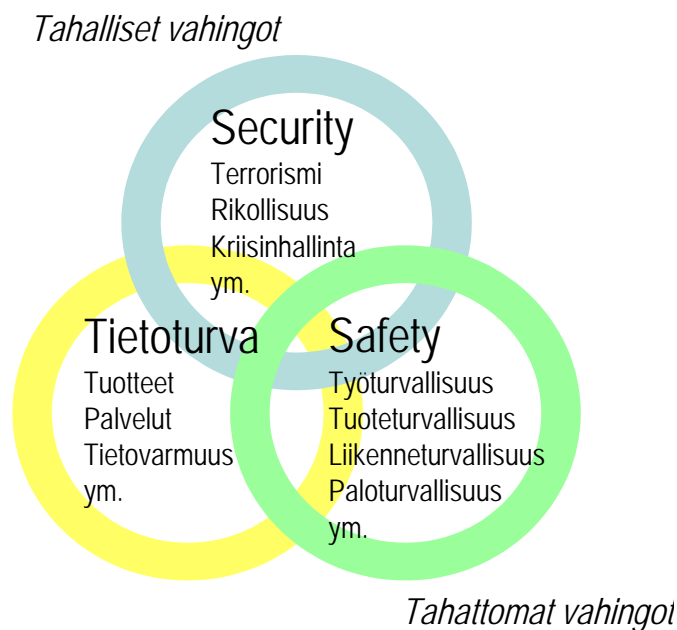 Tahalliset vahingot
Security
Terrorismi
Rikollisuus
Kriisinhallinta
ym.
Tietoturva
Tuotteet
Palvelut
Tietovarmuus
ym.
Safety
Työturvallisuus
Tuoteturvallisuus
Liikenneturvallisuus
Paloturvallisuus
ym.
Tahattomat vahingot